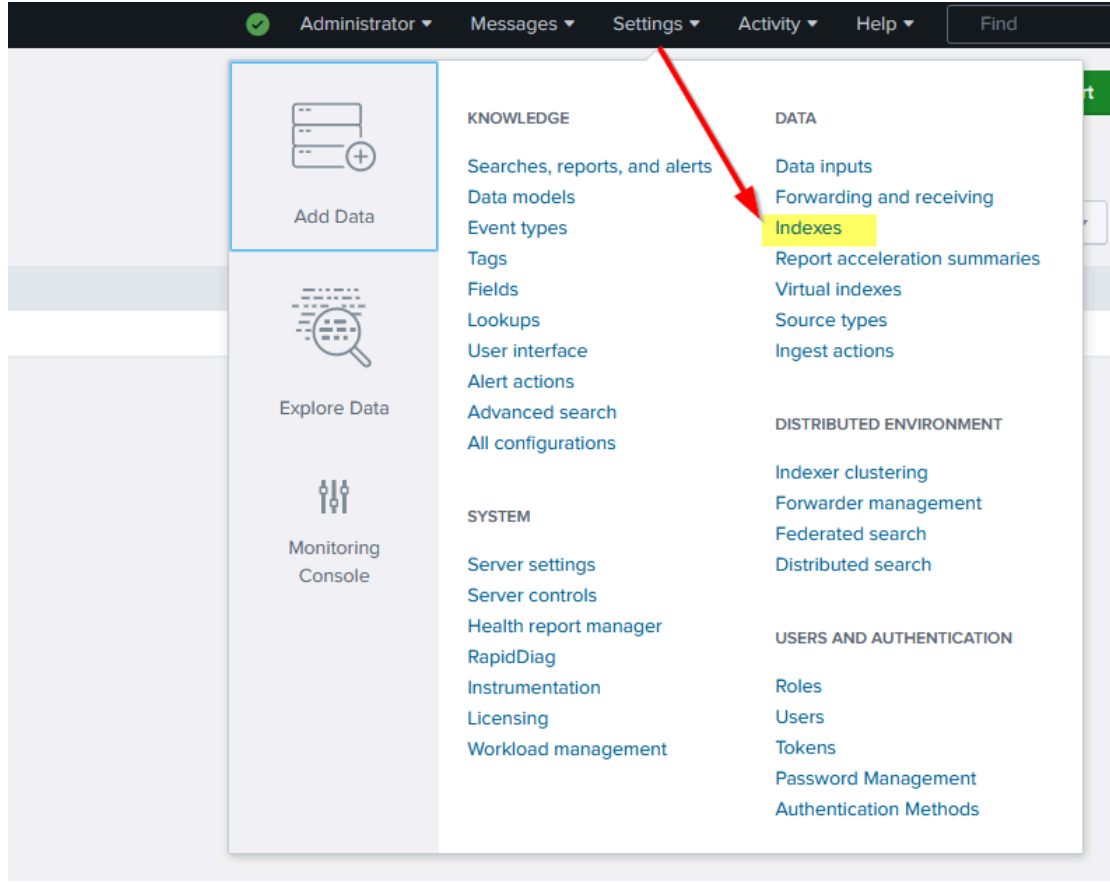 Administrator ▾ Messages ▾ Settings ▾ Activity ▾ Help ▾ Find
Add Data
Explore Data
Monitoring
Console
KNOWLEDGE
Searches, reports, and alerts
Data models
Event types
Tags
Fields
Lookups
User interface
Alert actions
Advanced search
All configurations
SYSTEM
Server settings
Server controls
Health report manager
RapidDiag
Instrumentation
Licensing
Workload management
DATA
Data inputs
Forwarding and receiving
Indexes
Report acceleration summaries
Virtual indexes
Source types
Ingest actions
DISTRIBUTED ENVIRONMENT
Indexer clustering
Forwarder management
Federated search
Distributed search
USERS AND AUTHENTICATION
Roles
Users
Tokens
Password Management
Authentication Methods
rt